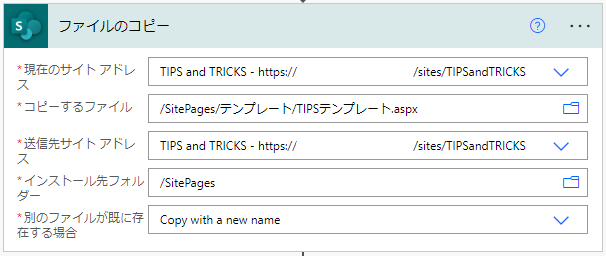 S
ファイルのコピー
*現在のサイト アドレ
ス
TIPS and TRICKS - https:// /sites/TIPSandTRICKS
*コピーするファイル
/SitePages/テンプレート/TIPSテンプレート.aspx
*送信先サイト アドレ
ス
TIPS and TRICKS - https:// /sites/TIPSandTRICKS
*インストール先フォル
ダー
/SitePages
*別のファイルが既に存
在する場合
Copy with a new name